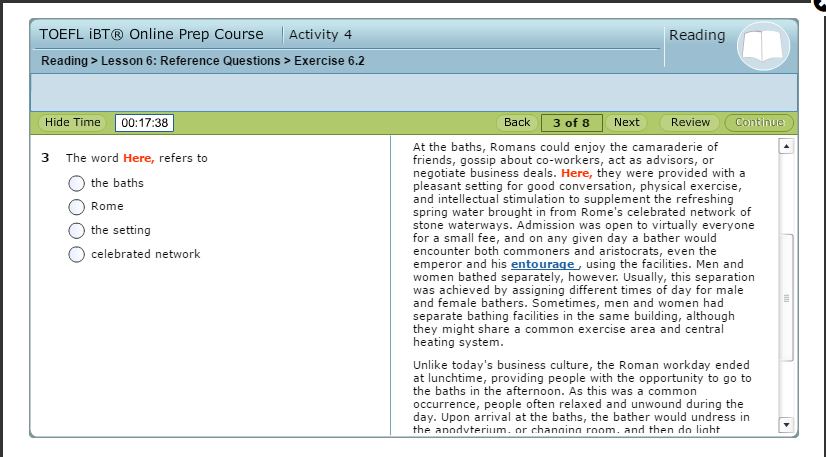 TOEFL iBT® Online Prep Course Activity 4 Reading
Reading > Lesson 6: Reference Questions > Exercise 6.2
Hide Time 00:17:38 Back 3 of 8 Next Review Continue
3 The word Here, refers to
the baths
Rome
the setting
celebrated network
At the baths, Romans could enjoy the camaraderie of
friends, gossip about co-workers, act as advisors, or
negotiate business deals. Here, they were provided with a
pleasant setting for good conversation, physical exercise,
and intellectual stimulation to supplement the refreshing
spring water brought in from Rome's celebrated network of
stone waterways. Admission was open to virtually everyone
for a small fee, and on any given day a bather would
encounter both commoners and aristocrats, even the
emperor and his entourage , using the facilities. Men and
women bathed separately, however. Usually, this separation
was achieved by assigning different times of day for male
and female bathers. Sometimes, men and women had
separate bathing facilities in the same building, although
they might share a common exercise area and central
heating system.
Unlike today's business culture, the Roman workday ended
at lunchtime, providing people with the opportunity to go to
the baths in the afternoon. As this was a common
occurrence, people often relaxed and unwound during the
day. Upon arrival at the baths, the bather would undress in
the apodyterium, or changing room, and then do light